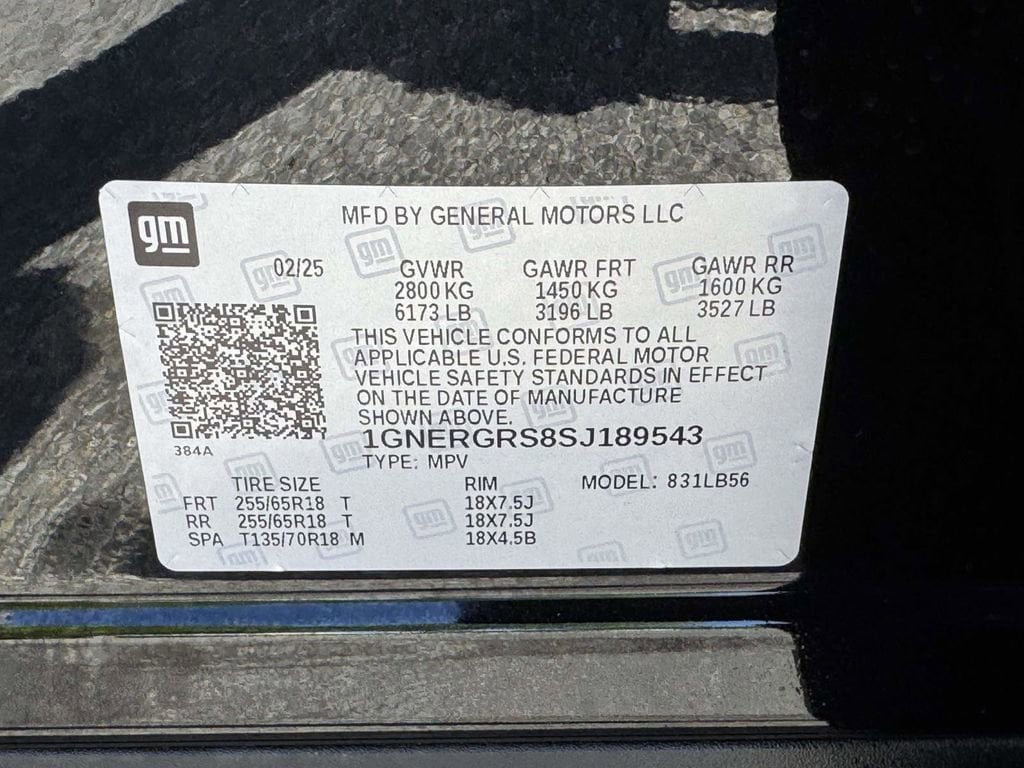 gm
MFD BY GENERAL MOTORS LLC
02/25 GVWR GAWR FRT GAWR RR
2800 KG 1450 KG 1600 KG
6173 LB 3196 LB 3527 LB
THIS VEHICLE CONFORMS TO ALL
APPLICABLE U.S. FEDERAL MOTOR
VEHICLE SAFETY STANDARDS IN EFFECT
ON THE DATE OF MANUFACTURE
SHOWN ABOVE.
384A
1GNERGRS8SJ189543
TYPE: MPV
TIRE SIZE RIM MODEL: 831LB56
FRT 255/65R18 T 18X7.5J
RR 255/65R18 T 18X7.5J
SPA T135/70R18 M 18X4.5B